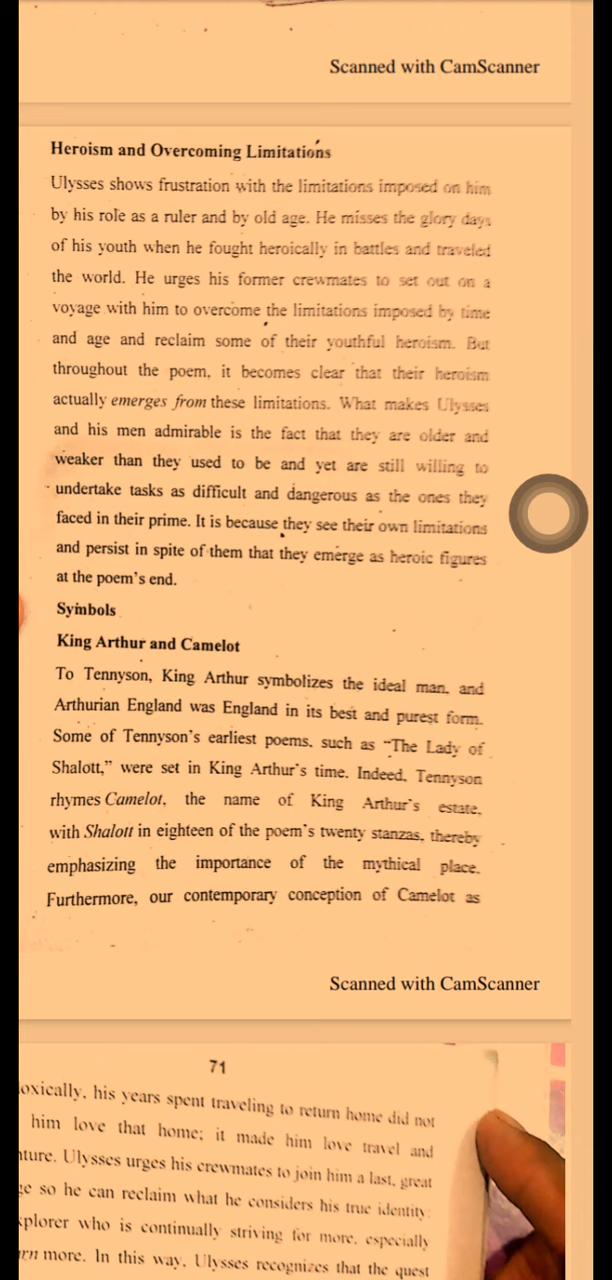 Scanned with CamScanner
Heroism and Overcoming Limitations
Ulysses shows frustration with the limitations imposed on him
by his role as a ruler and by old age. He misses the glory days
of his youth when he fought heroically in battles and traveled
the world. He urges his former crewmates to set out on a
voyage with him to overcome the limitations imposed by time
and age and reclaim some of their youthful heroism. But
throughout the poem, it becomes clear that their heroism
actually emerges from these limitations. What makes Ulysses
and his men admirable is the fact that they are older and
weaker than they used to be and yet are still willing to
undertake tasks as difficult and dangerous as the ones they
faced in their prime. It is because they see their own limitations
and persist in spite of them that they emerge as heroic figures
at the poem's end.
Symbols
King Arthur and Camelot
To Tennyson, King Arthur symbolizes the ideal man, and
Arthurian England was England in its best and purest form.
Some of Tennyson's earliest poems, such as "The Lady of
Shalott," were set in King Arthur's time. Indeed, Tennyson
rhymes Camelot, the name of King Arthur's estate,
with Shalott in eighteen of the poem's twenty stanzas, thereby
emphasizing the importance of the mythical place.
Furthermore, our contemporary conception of Camelot as
Scanned with CamScanner
71
oxically, his years spent traveling to return home did not
him love that home; it made him love travel and
ture. Ulysses urges his crewmates to join him a last, great
ge so he can reclaim what he considers his true identity:
xplorer who is continually striving for more, especially
rn more. In this way, Ulysses recognizes that the quest